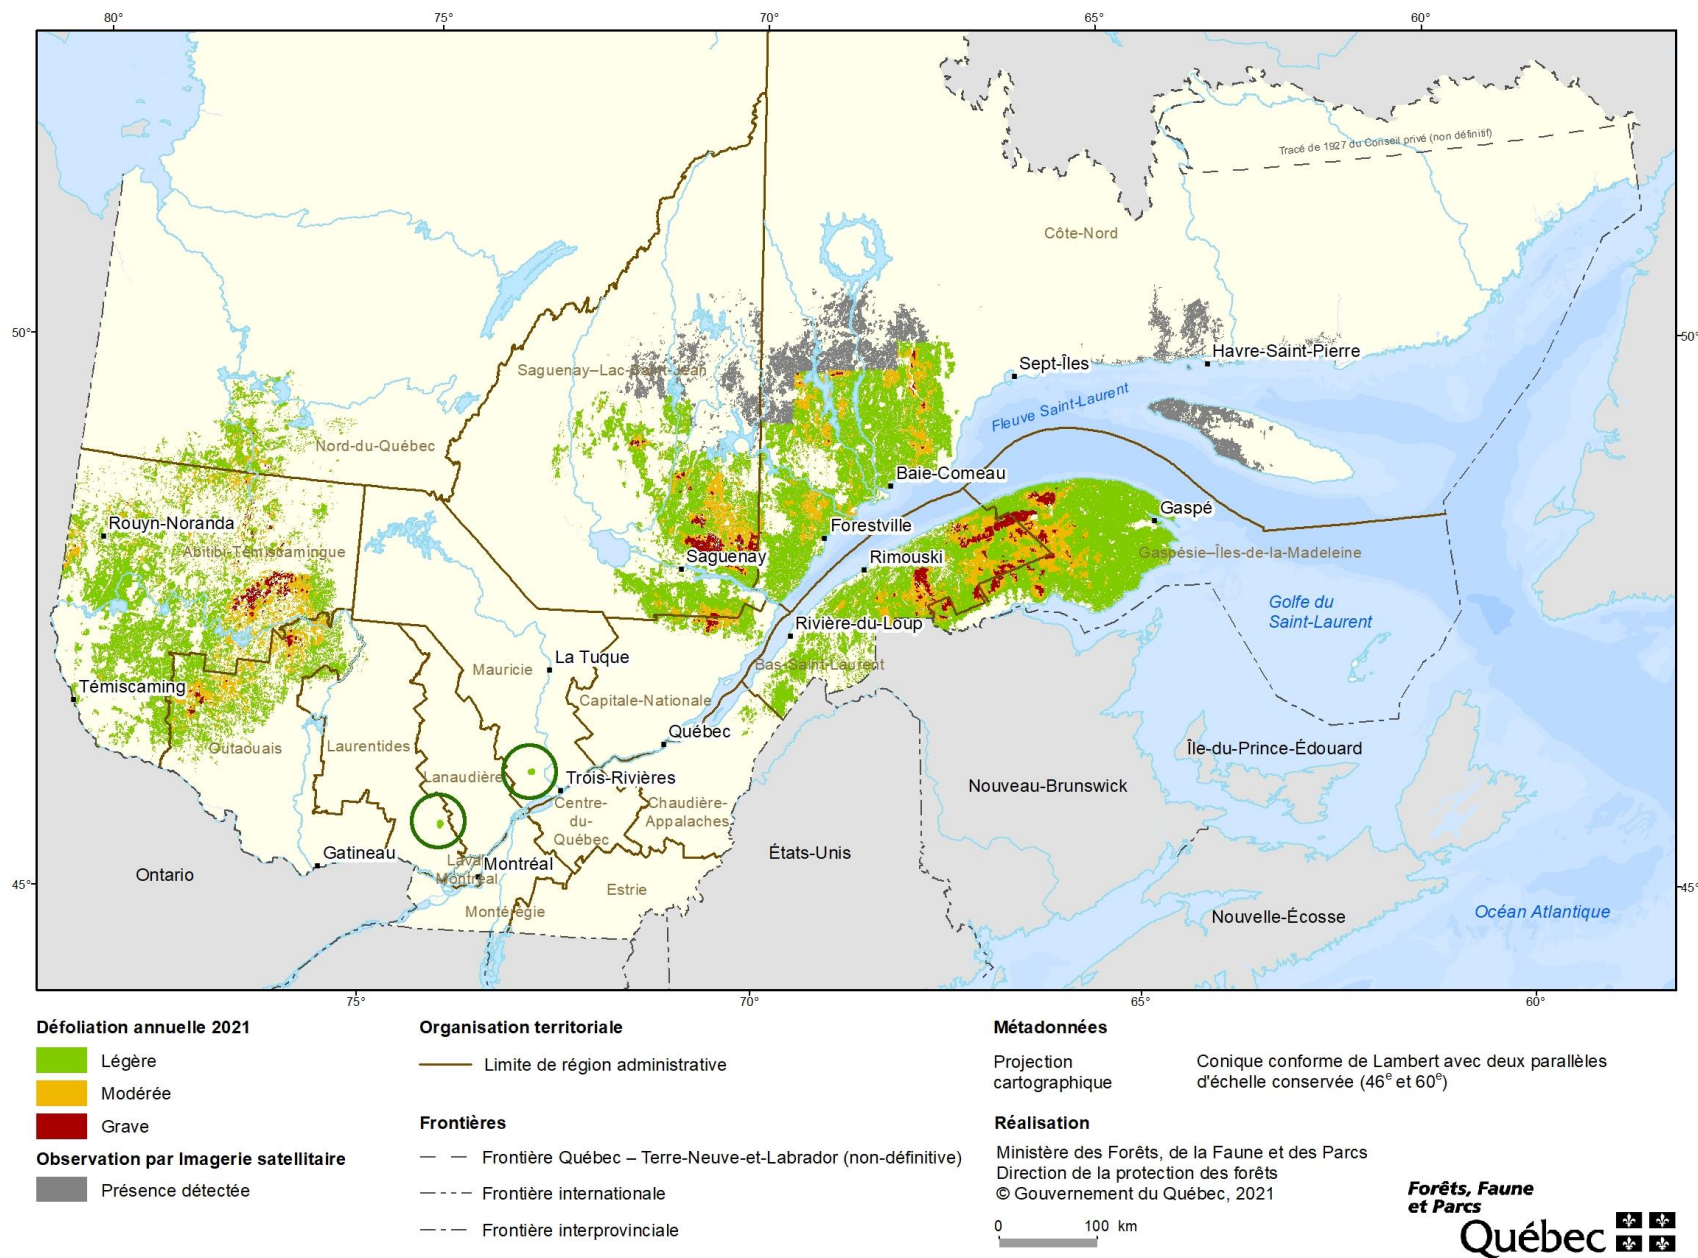 80°
75°
70°
65°
60°
Tracé de 1927 du Conseil privé (non définitif)
Côte-Nord
50°
50°
Saguenay–Lac-Saint-Jean
Sept-Îles
Havre-Saint-Pierre
Fleuve Saint-Laurent
Nord-du-Québec
Baie-Comeau
Rouyn-Noranda
Abitibi-Témiscamingue
Forestville
Gaspé
Saguenay
Rimouski
Gaspésie–Îles-de-la-Madeleine
Golfe du
Saint-Laurent
Rivière-du-Loup
La Tuque
Mauricie
Bas-Saint-Laurent
Témiscaming
Capitale-Nationale
Québec
Outaouais
Laurentides
Lanaudière
Trois-Rivières
Île-du-Prince-Édouard
Nouveau-Brunswick
Centre-
du-
Québec
Chaudière-
Appalaches
Gatineau
Laval
Montréal
Montréal
États-Unis
Ontario
Estrie
Montérégie
45°
45°
Nouvelle-Écosse
Océan Atlantique
75°
70°
65°
60°
Défoliation annuelle 2021
Légère
Modérée
Grave
Observation par Imagerie satellitaire
Présence détectée
Organisation territoriale
Limite de région administrative
Frontières
Frontière Québec – Terre-Neuve-et-Labrador (non-définitive)
Frontière internationale
Frontière interprovinciale
Métadonnées
Projection
cartographique
Conique conforme de Lambert avec deux parallèles
d'échelle conservée (46e et 60e)
Réalisation
Ministère des Forêts, de la Faune et des Parcs
Direction de la protection des forêts
© Gouvernement du Québec, 2021
0 100 km
Forêts, Faune
et Parcs
Québec